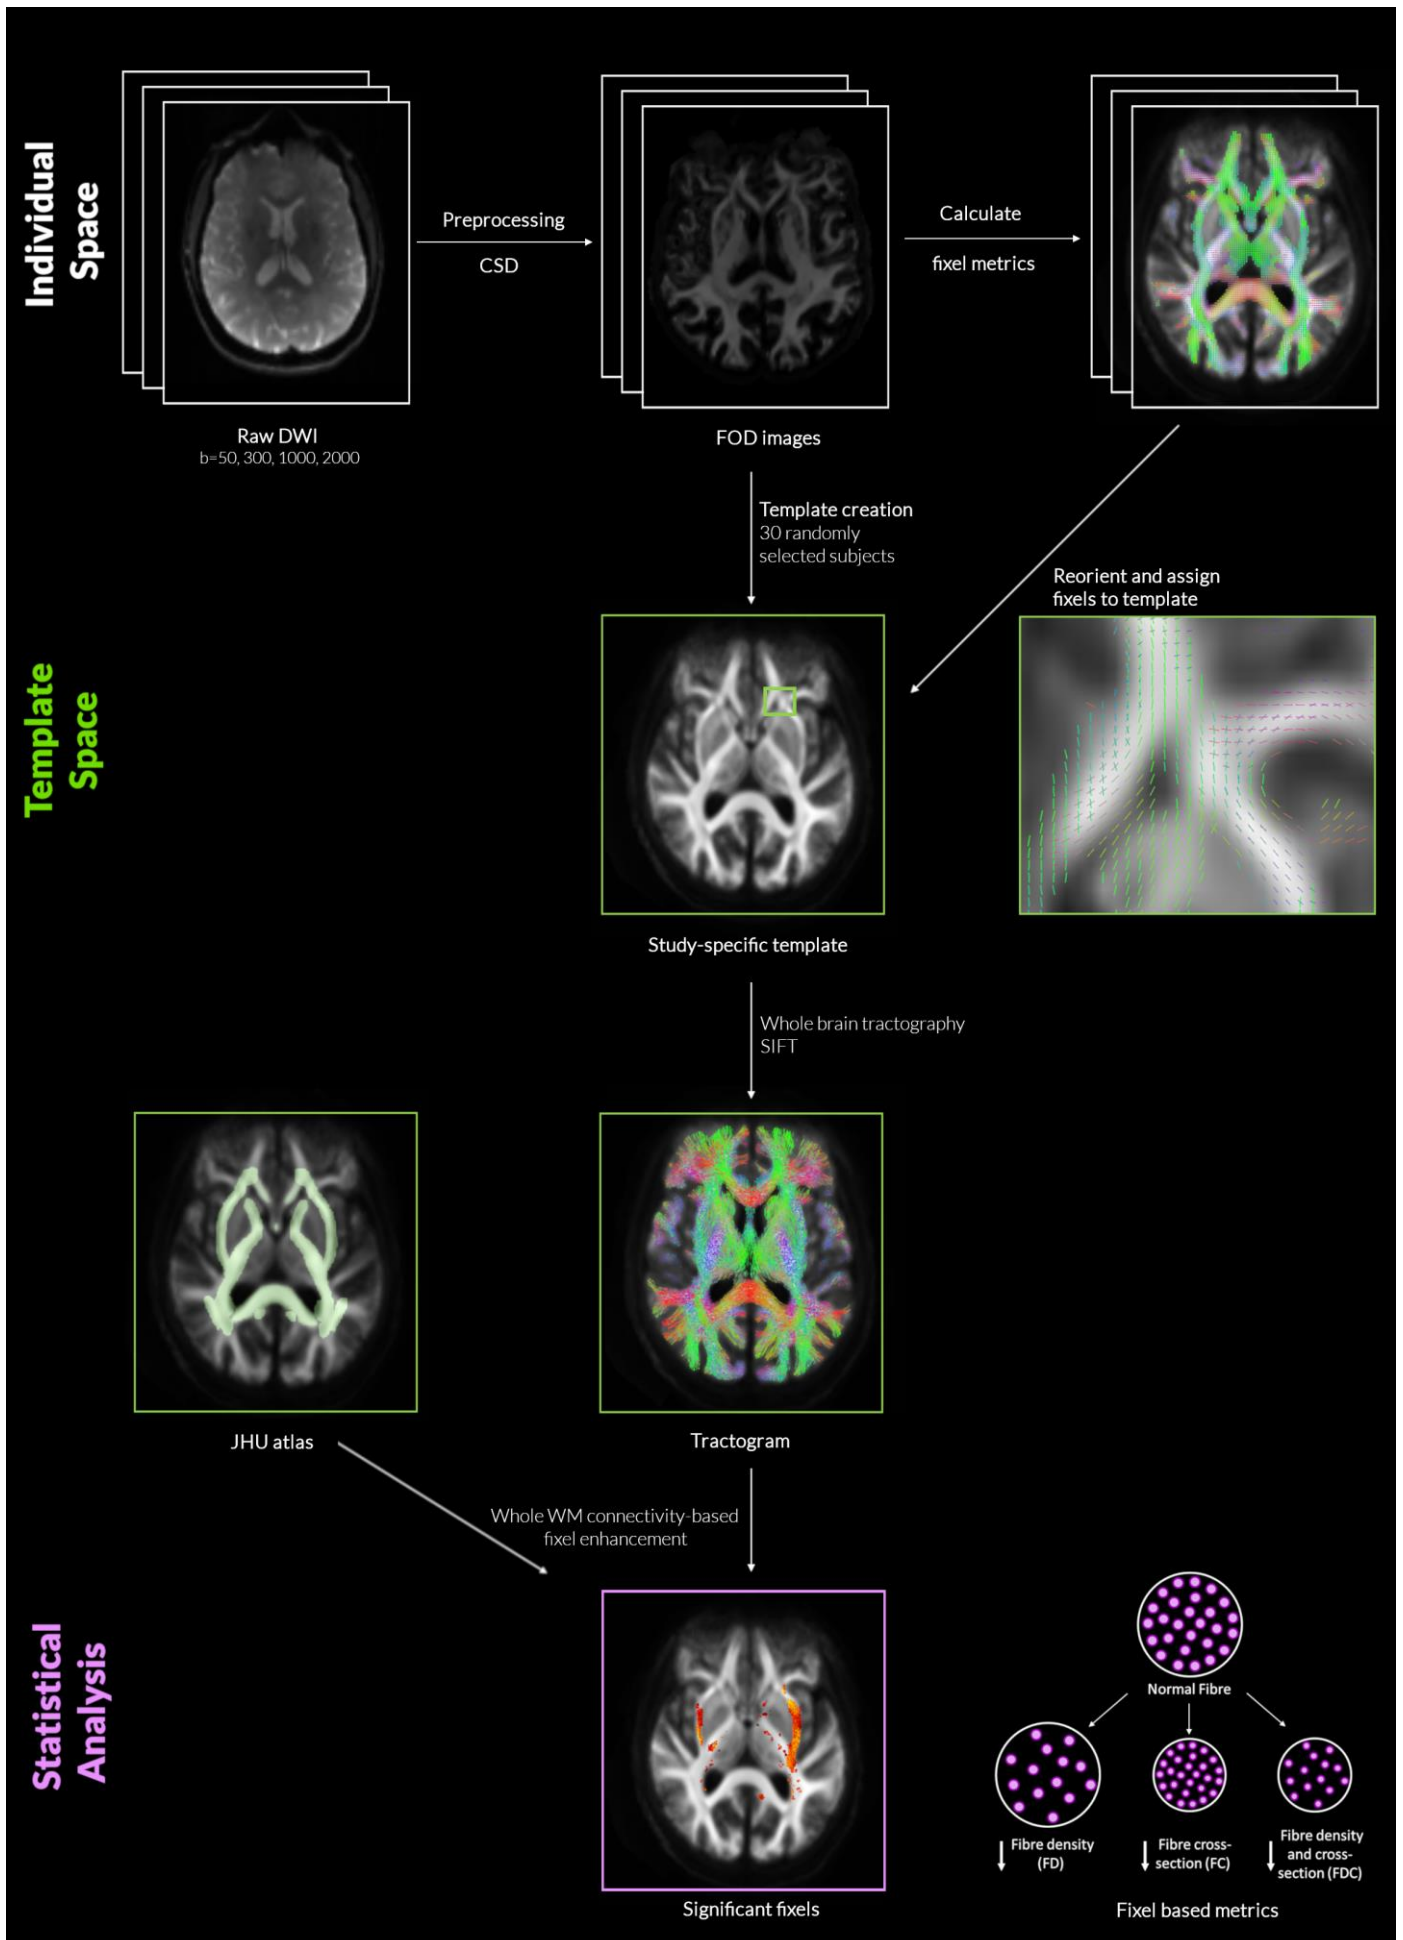 Individual
Space
Preprocessing
CSD
Calculate
fixel metrics
Raw DWI
b=50, 300, 1000, 2000
FOD images
Template creation
30 randomly
selected subjects
Reorient and assign
fixels to template
Template
Space
Study-specific template
Whole brain tractography
SIFT
JHU atlas
Tractogram
Whole WM connectivity-based
fixel enhancement
Statistical
Analysis
Normal Fibre
Fibre density
(FD)
Fibre cross-
section (FC)
Fibre density
and cross-
section (FDC)
Significant fixels
Fixel based metrics